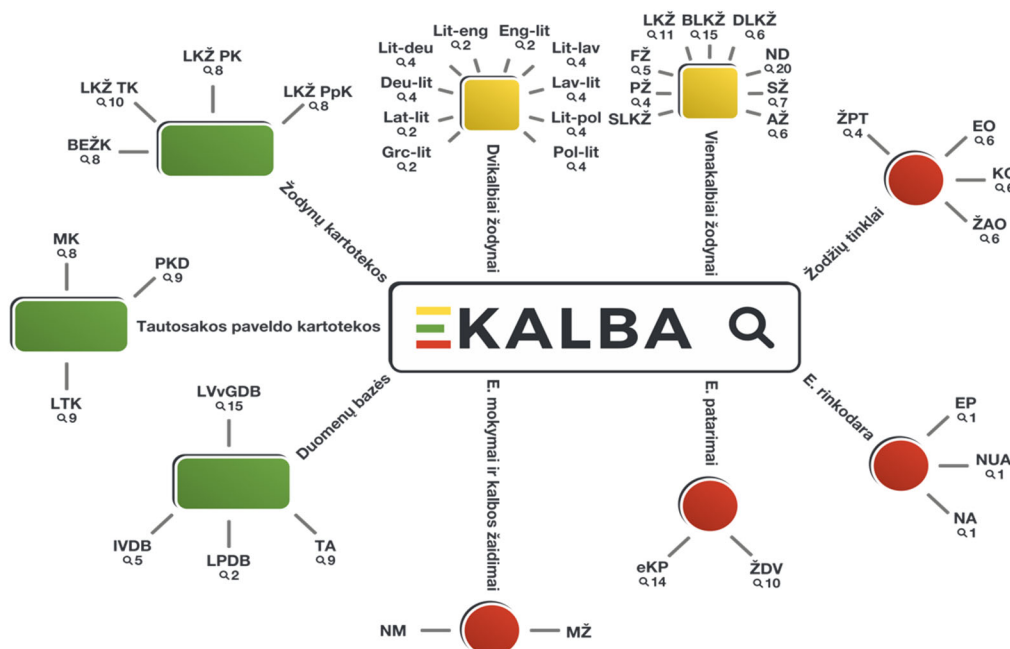 LKŽ PK
8
LKŽ TK
10
LKŽ PpK
8
BEŽK
8
Žodynų kartotekos
Lit-eng
2
Eng-lit
2
Lit-deu
4
Lit-lav
4
Deu-lit
4
Lav-lit
4
Lat-lit
2
Lit-pol
4
Grc-lit
2
Pol-lit
4
Dvikalbiai žodynai
LKŽ
11
BLKŽ
15
DLKŽ
6
FŽ
5
ND
20
PŽ
4
SŽ
7
SLKŽ
AŽ
6
Vienakalbiai žodynai
ŽPT
4
EO
6
ŽAO
6
Žodžių tinklai
MK
8
PKD
9
LTK
9
Tautosakos paveldo kartotekos
EKALBA
LVvGDB
15
IVDB
5
LPDB
2
TA
9
Duomenų bazės
E. mokymai ir kalbos žaidimai
NM
MŽ
E. patarimai
eKP
14
ŽDV
10
E. rinkodara
EP
1
NUA
1
NA
1